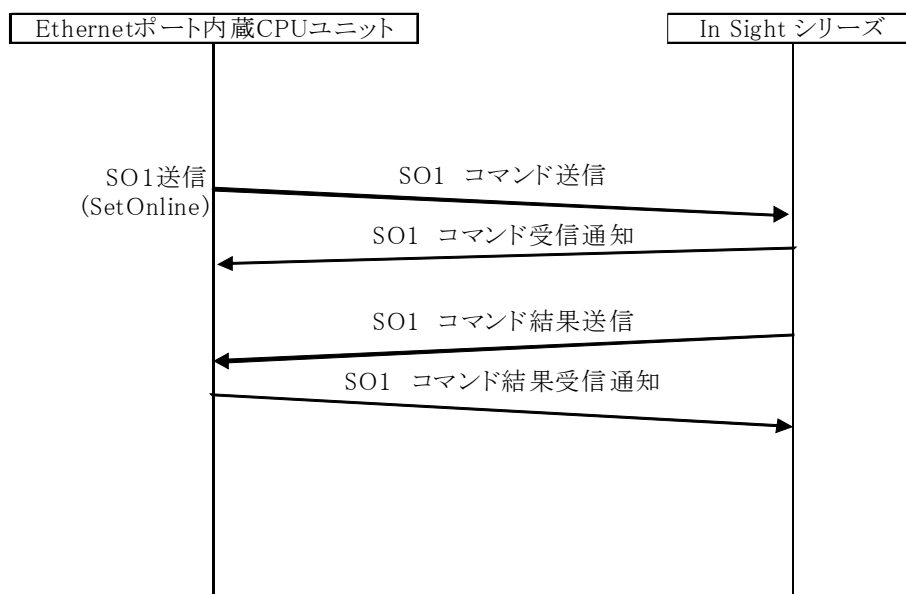 Ethernetポート内蔵CPUユニット
In Sight シリーズ
SO1送信
(SetOnline)
SO1 コマンド送信
SO1 コマンド受信通知
SO1 コマンド結果送信
SO1 コマンド結果受信通知